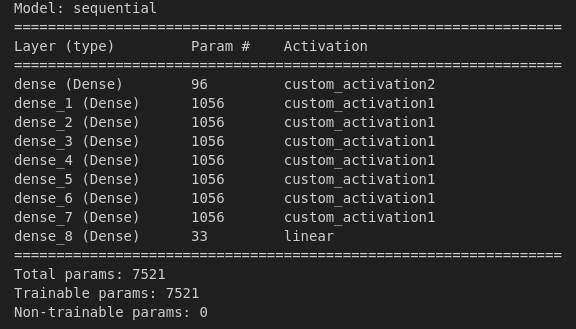 Model: sequential
=================================================================
Layer (type)        Param #    Activation
=================================================================
dense (Dense)        96         custom_activation2
dense_1 (Dense)      1056       custom_activation1
dense_2 (Dense)      1056       custom_activation1
dense_3 (Dense)      1056       custom_activation1
dense_4 (Dense)      1056       custom_activation1
dense_5 (Dense)      1056       custom_activation1
dense_6 (Dense)      1056       custom_activation1
dense_7 (Dense)      1056       custom_activation1
dense_8 (Dense)      33         linear
=================================================================
Total params: 7521
Trainable params: 7521
Non-trainable params: 0